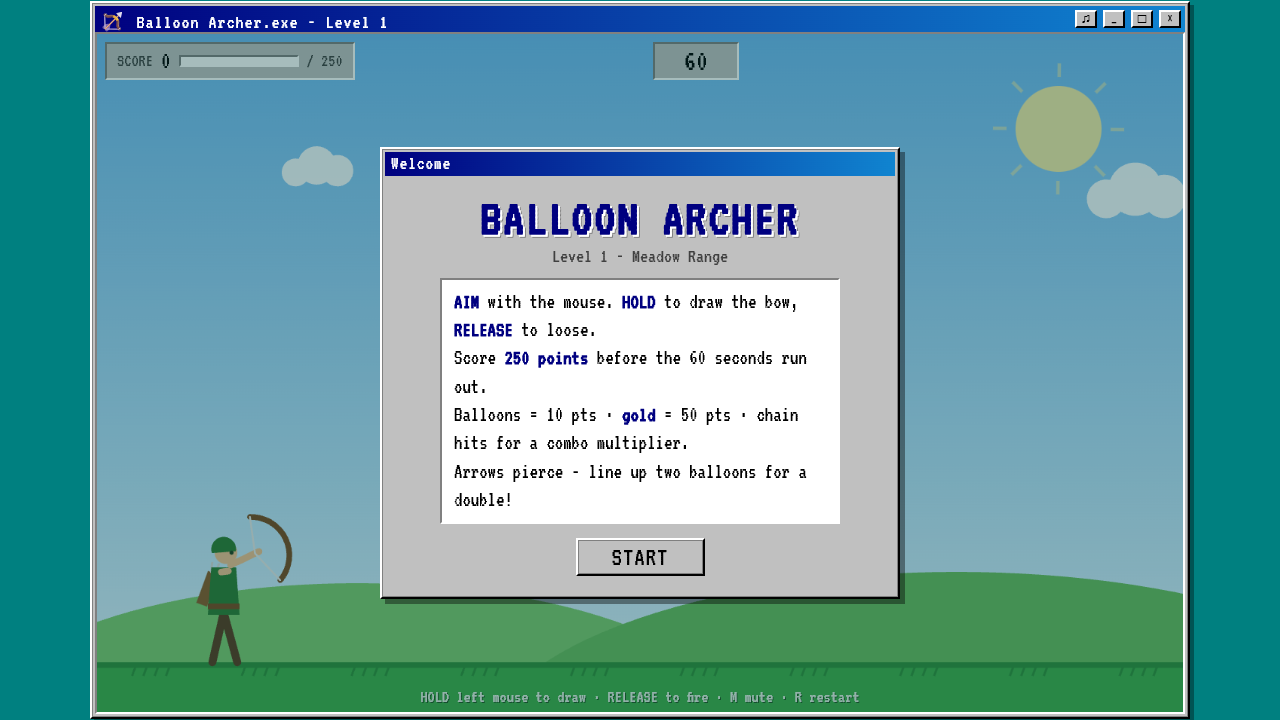 Balloon Archer.exe - Level 1
SCORE 0 / 250
60
Welcome
BALLOON ARCHER
Level 1 - Meadow Range
AIM with the mouse. HOLD to draw the bow,
RELEASE to loose.
Score 250 points before the 60 seconds run
out.
Balloons = 10 pts · gold = 50 pts · chain
hits for a combo multiplier.
Arrows pierce - line up two balloons for a
double!
START
HOLD left mouse to draw · RELEASE to fire · M mute · R restart